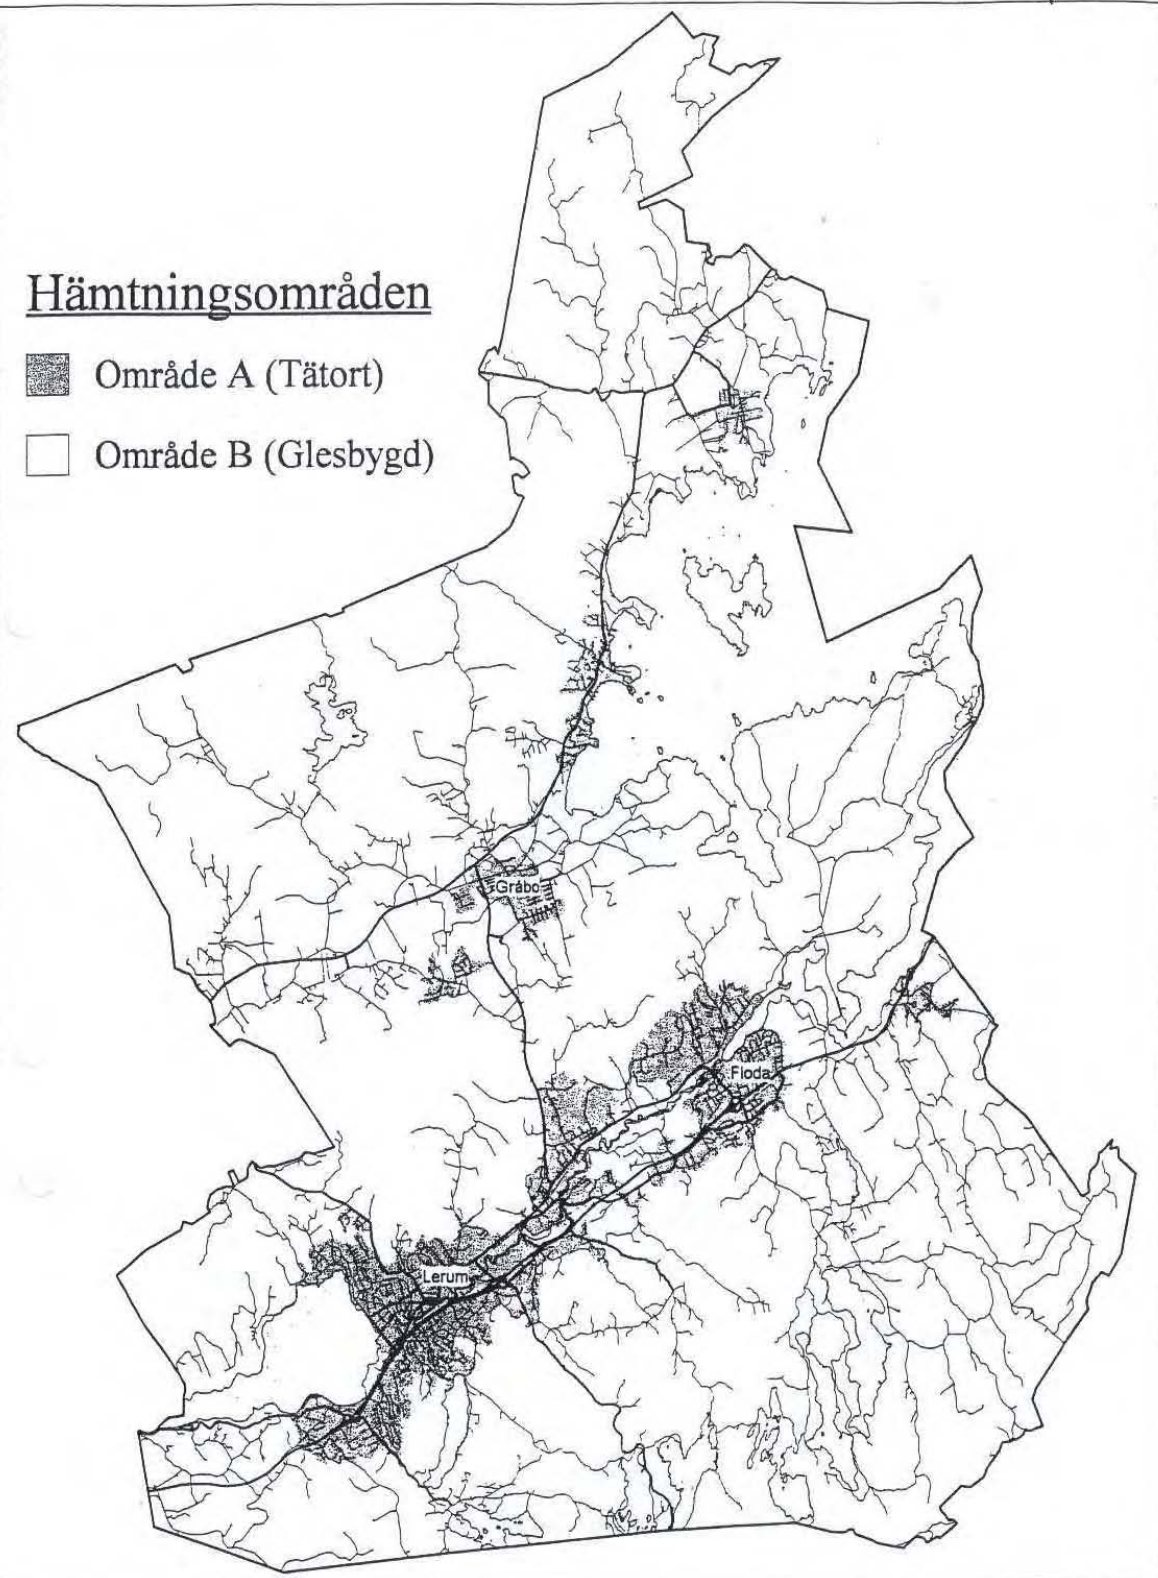 Hämtningsområden
Område A (Tätort)
Område B (Glesbygd)
Gråbo
Floda
Lerum